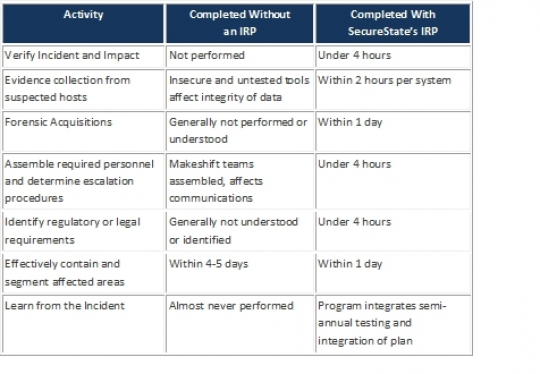 Activity
Completed Without
an IRP
Completed With
SecureState's IRP
Verify Incident and Impact
Not performed
Under 4 hours
Evidence collection from
suspected hosts
Insecure and untested tools
affect integrity of data
Within 2 hours per system
Forensic Acquisitions
Generally not performed or
understood
Within 1 day
Assemble required personnel
and determine escalation
procedures
Makeshift teams
assembled, affects
communications
Under 4 hours
Identify regulatory or legal
requirements
Generally not understood
or identified
Under 4 hours
Effectively contain and
segment affected areas
Within 4-5 days
Within 1 day
Learn from the Incident
Almost never performed
Program integrates semi-
annual testing and
integration of plan